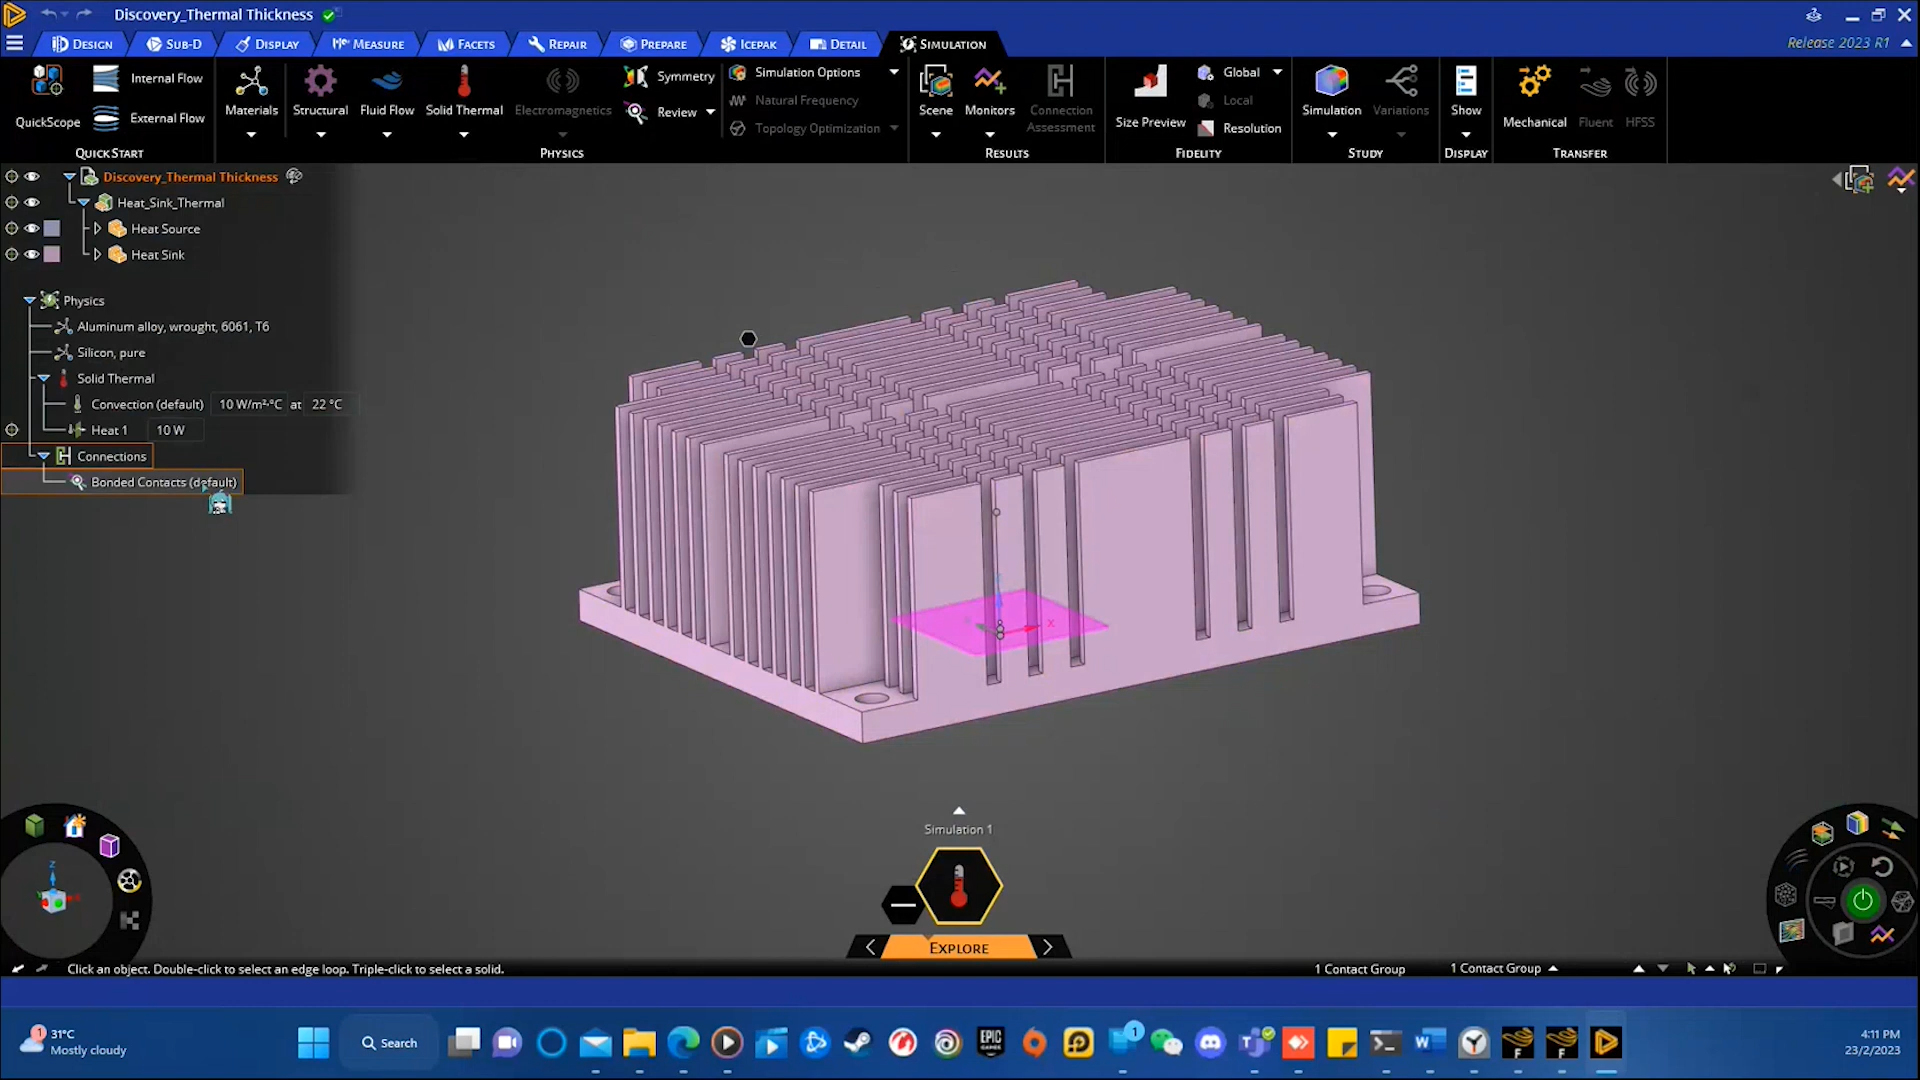 Discovery_Thermal Thickness
Design
Sub-D
Display
Measure
Facets
Repair
Prepare
Icepak
Detail
Simulation
Release 2023 R1
QuickScope
Internal Flow
External Flow
QuickStart
Materials
Structural
Fluid Flow
Solid Thermal
Electromagnetics
Symmetry
Review
Physics
Simulation Options
Natural Frequency
Topology Optimization
Scene
Monitors
Connection
Assessment
Results
Size Preview
Global
Local
Resolution
Fidelity
Simulation
Variations
Study
Show
Display
Mechanical
Fluent
HFSS
Transfer
Discovery_Thermal Thickness
Heat_Sink_Thermal
Heat Source
Heat Sink
Physics
Aluminum alloy, wrought, 6061, T6
Silicon, pure
Solid Thermal
Convection (default) 10 W/m²·°C at 22 °C
Heat 1 10 W
Connections
Bonded Contacts (default)
Z
X
Z
Simulation 1
Explore
Click an object. Double-click to select an edge loop. Triple-click to select a solid.
1 Contact Group
1 Contact Group
1
31°C
Mostly cloudy
Search
EPIC
GAMES
1
W
F
F
4:11 PM
23/2/2023